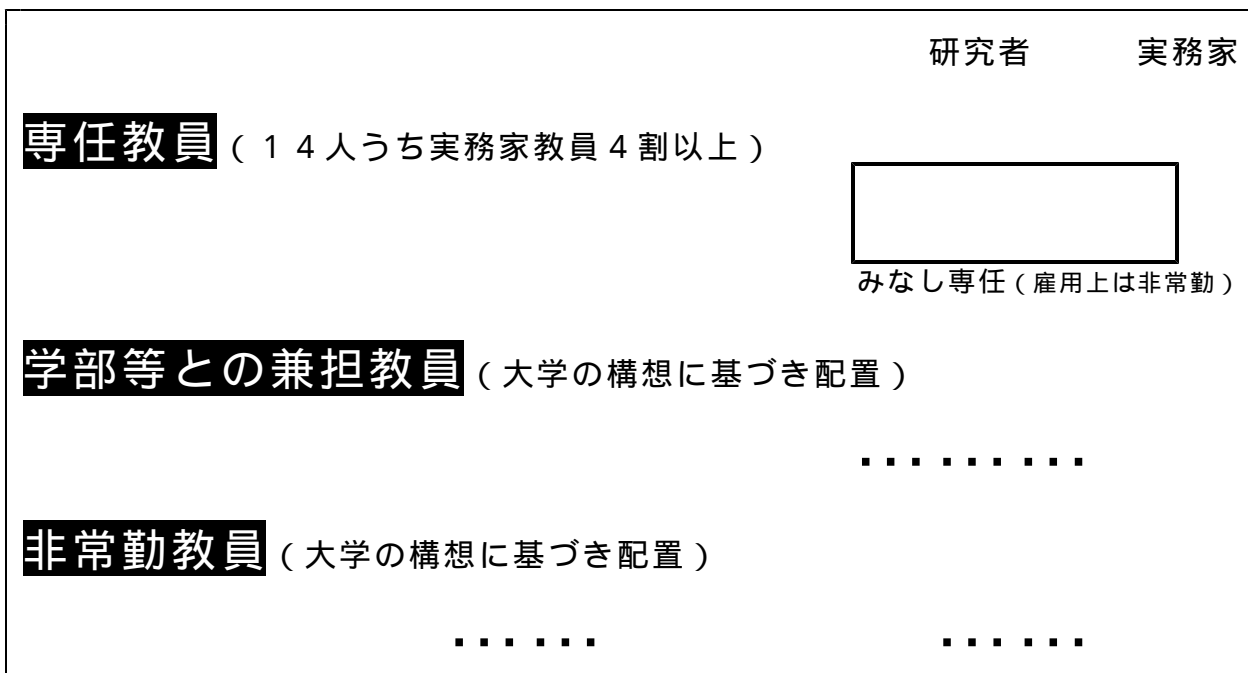 研究者 実務家
専任教員（１４人うち実務家教員４割以上）
みなし専任（雇用上は非常勤）
学部等との兼担教員（大学の構想に基づき配置）
・・・・・・・・・
非常勤教員（大学の構想に基づき配置）
・・・・・・ ・・・・・・